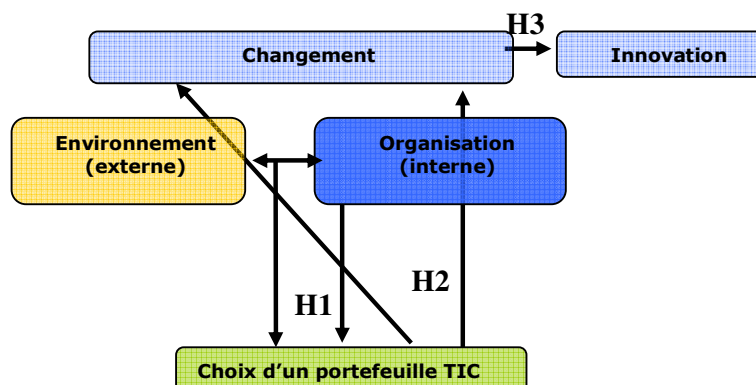 H3
Changement
Innovation
Environnement
(externe)
Organisation
(interne)
H1
H2
Choix d'un portefeuille TIC